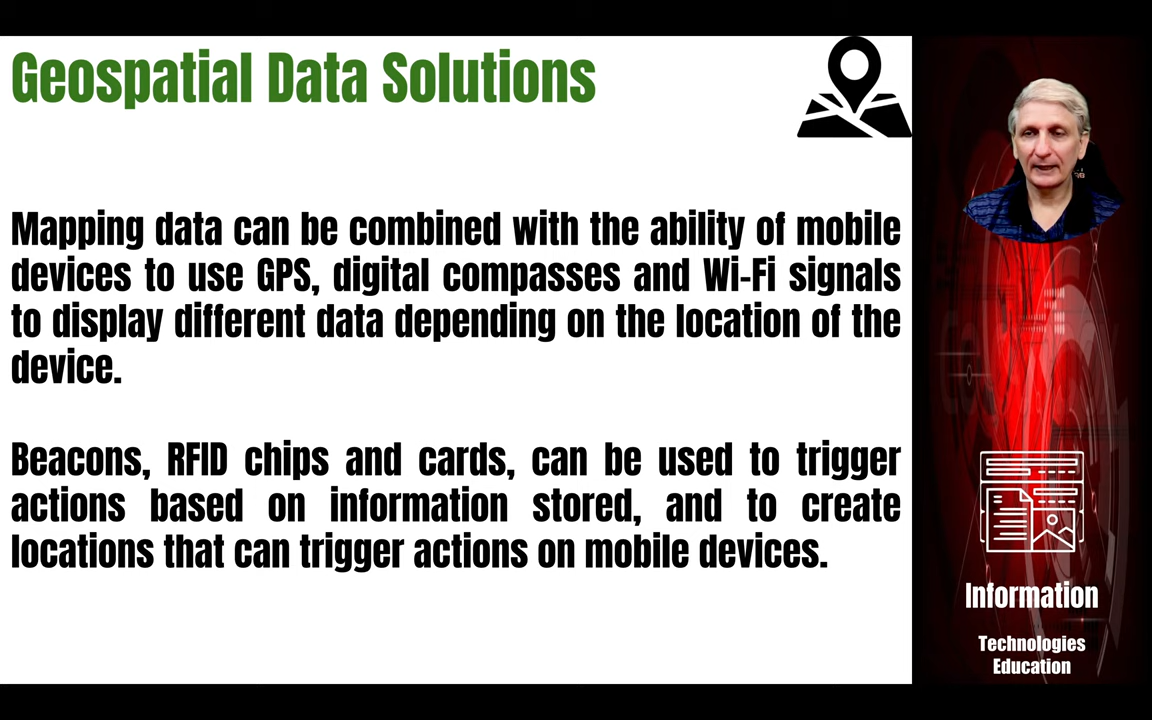 Geospatial Data Solutions
Mapping data can be combined with the ability of mobile
devices to use GPS, digital compasses and Wi-Fi signals
to display different data depending on the location of the
device.
Beacons, RFID chips and cards, can be used to trigger
actions based on information stored, and to create
locations that can trigger actions on mobile devices.
Information
Technologies
Education